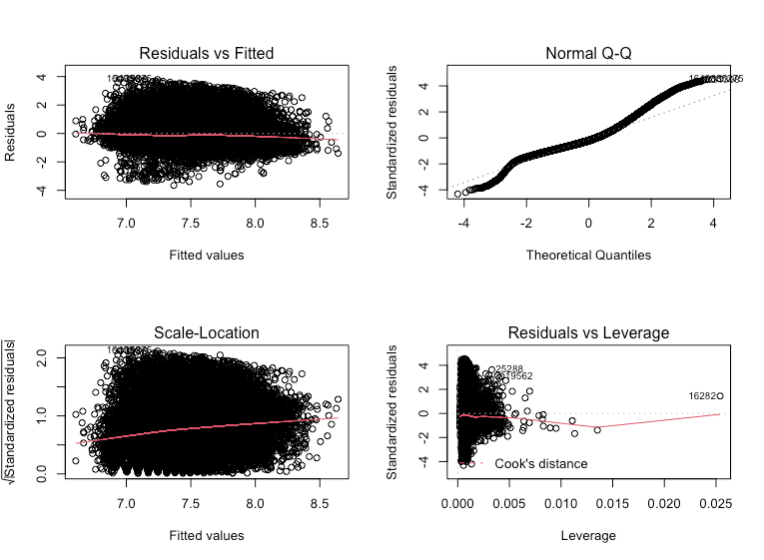 Residuals vs Fitted
Residuals
4
2
0
-2
-4
7.0 7.5 8.0 8.5
Fitted values
Normal Q-Q
Standardized residuals
4
2
0
-2
-4
-4 -2 0 2 4
Theoretical Quantiles
Scale-Location
√|Standardized residuals|
2.0
1.0
0.0
7.0 7.5 8.0 8.5
Fitted values
Residuals vs Leverage
Standardized residuals
4
2
0
-2
-4
25288
19562
16282
Cook's distance
0.000 0.005 0.010 0.015 0.020 0.025
Leverage